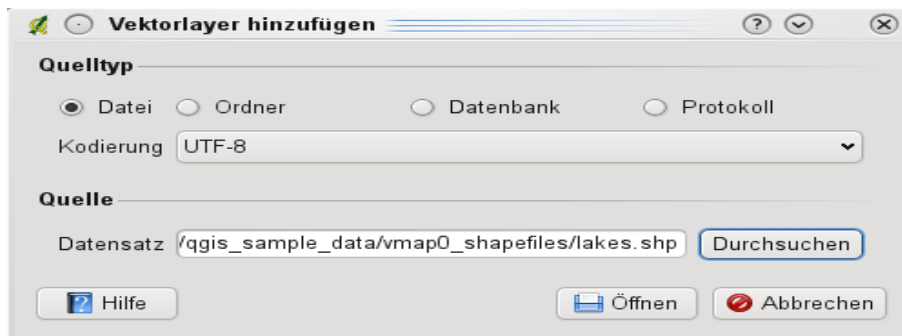 Vektorlayer hinzufügen
Quelltyp
Datei Ordner Datenbank Protokoll
Kodierung UTF-8
Quelle
Datensatz /qgis_sample_data/vmap0_shapefiles/lakes.shp Durchsuchen
Hilfe Öffnen Abbrechen